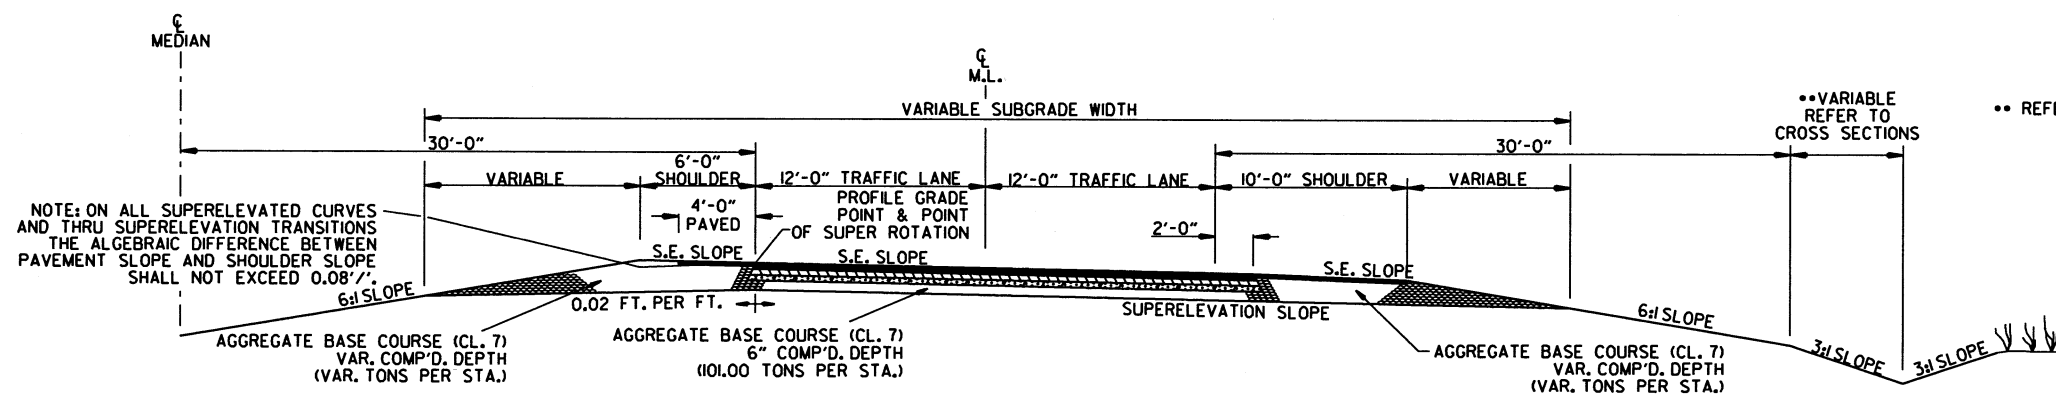 ℄
MEDIAN
℄
M.L.
VARIABLE SUBGRADE WIDTH
••VARIABLE
REFER TO
CROSS SECTIONS
•• REFE
30'-0"
30'-0"
6'-0"
SHOULDER
VARIABLE
12'-0" TRAFFIC LANE
12'-0" TRAFFIC LANE
10'-0" SHOULDER
VARIABLE
4'-0"
PAVED
PROFILE GRADE
POINT & POINT
OF SUPER ROTATION
2'-0"
NOTE: ON ALL SUPERELEVATED CURVES
AND THRU SUPERELEVATION TRANSITIONS
THE ALGEBRAIC DIFFERENCE BETWEEN
PAVEMENT SLOPE AND SHOULDER SLOPE
SHALL NOT EXCEED 0.08'/'.
S.E. SLOPE
S.E. SLOPE
S.E. SLOPE
6:1 SLOPE
0.02 FT. PER FT.
SUPERELEVATION SLOPE
6:1 SLOPE
3:1 SLOPE
3:1 SLOPE
AGGREGATE BASE COURSE (CL. 7)
VAR. COMP'D. DEPTH
(VAR. TONS PER STA.)
AGGREGATE BASE COURSE (CL. 7)
6" COMP'D. DEPTH
(101.00 TONS PER STA.)
AGGREGATE BASE COURSE (CL. 7)
VAR. COMP'D. DEPTH
(VAR. TONS PER STA.)